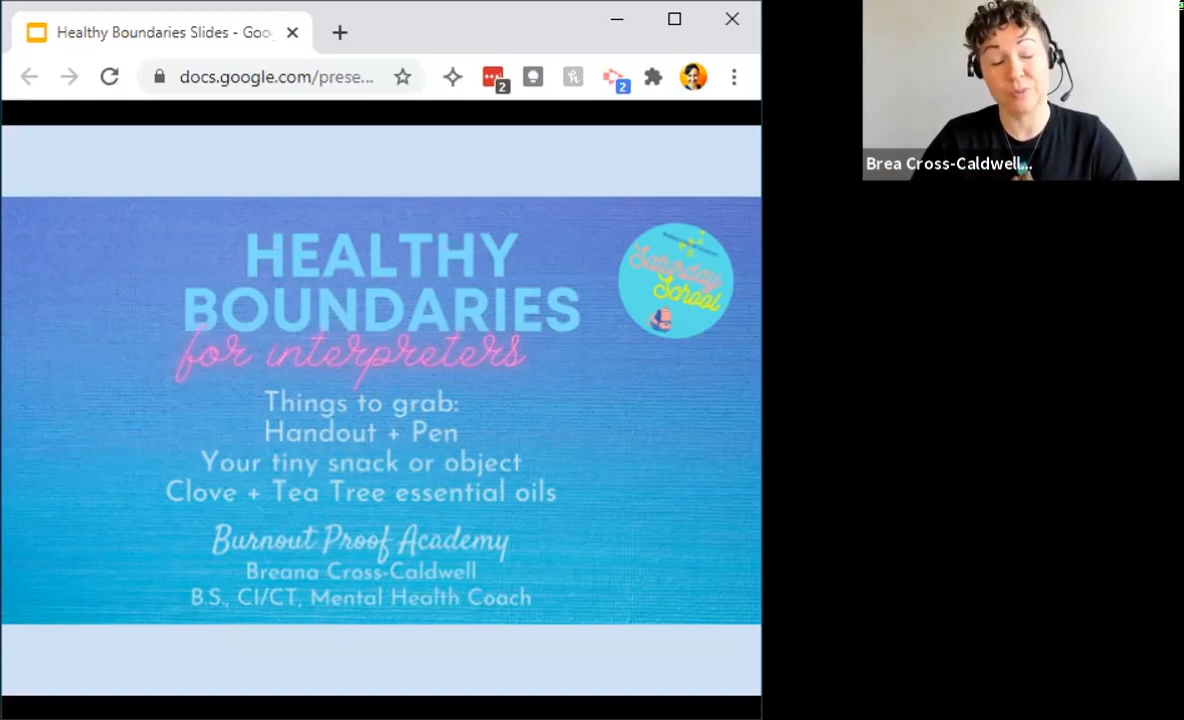 Healthy Boundaries Slides - Goo
docs.google.com/prese...
2
2
Brea Cross-Caldwell...
HEALTHY
BOUNDARIES
for interpreters
Saturday
School
Things to grab:
Handout + Pen
Your tiny snack or object
Clove + Tea Tree essential oils
Burnout Proof Academy
Breana Cross-Caldwell
B.S., CI/CT, Mental Health Coach